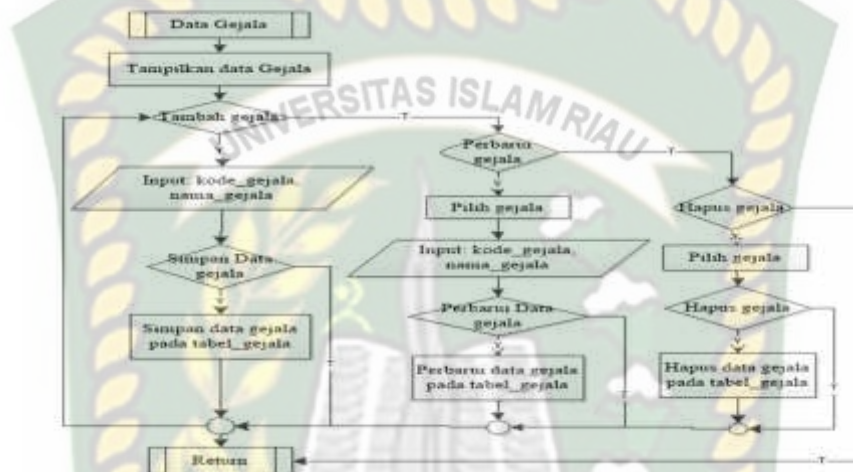 Data Gejala
Tampilkan data Gejala
UNIVERSITAS ISLAM RIAU
Tambah gejala
T
Y
Input: kode_gejala
nama_gejala
Simpan Data
gejala
Y
Simpan data gejala
pada tabel_gejala
Perbarui
gejala
T
Y
Pilih gejala
Input: kode_gejala
nama_gejala
Perbarui Data
gejala
Y
Perbarui data gejala
pada tabel_gejala
Hapus gejala
Pilih gejala
Hapus gejala
Y
Hapus data gejala
pada tabel_gejala
Return
T